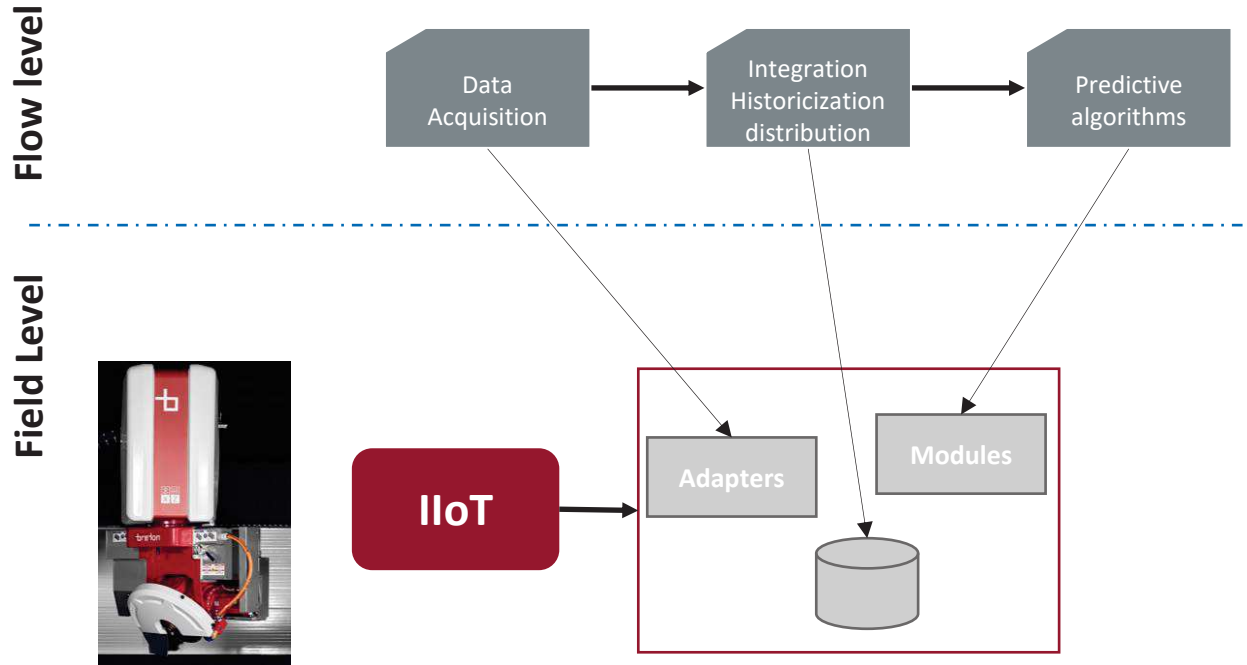 Flow level
Data
Acquisition
Integration
Historicization
distribution
Predictive
algorithms
Field Level
breton
IIoT
Adapters
Modules